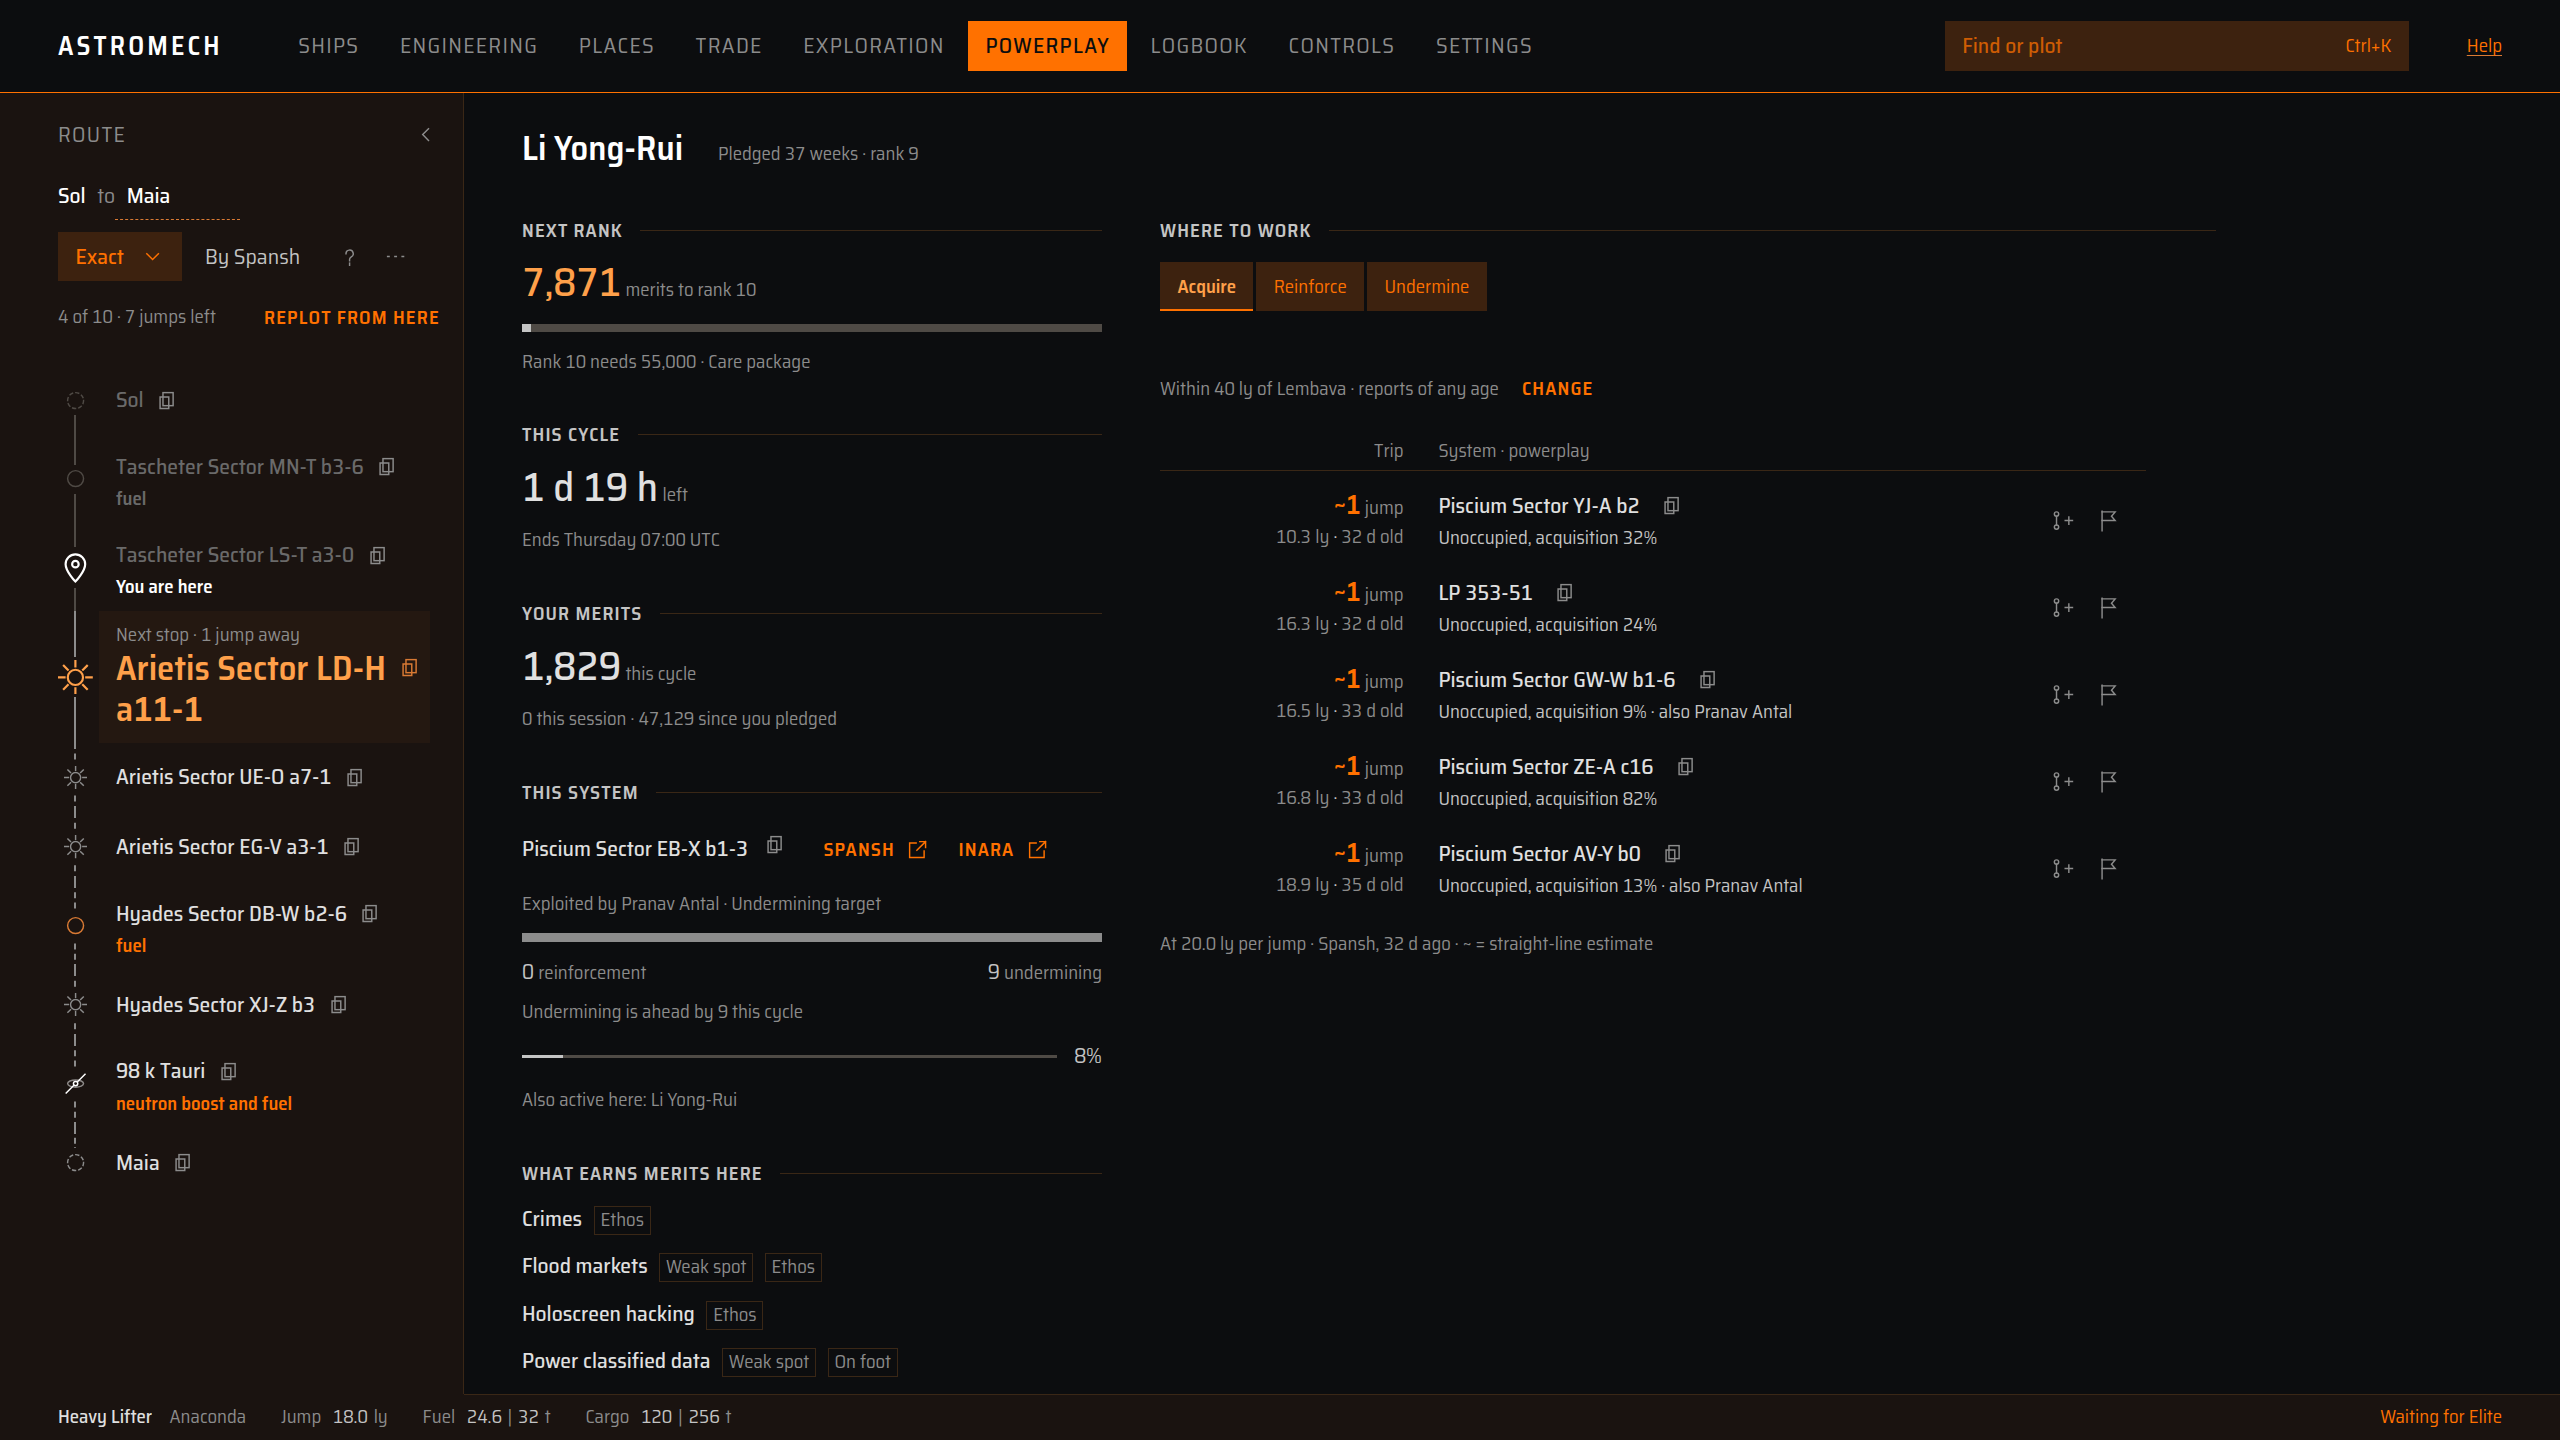 ASTROMECH
SHIPS ENGINEERING PLACES TRADE EXPLORATION POWERPLAY LOGBOOK CONTROLS SETTINGS
Find or plot Ctrl+K
Help
ROUTE
Sol to Maia
Exact By Spansh ? ...
4 of 10 · 7 jumps left REPLOT FROM HERE
Sol
Tascheter Sector MN-T b3-6
fuel
Tascheter Sector LS-T a3-0
You are here
Next stop · 1 jump away
Arietis Sector LD-H
a11-1
Arietis Sector UE-O a7-1
Arietis Sector EG-V a3-1
Hyades Sector DB-W b2-6
fuel
Hyades Sector XJ-Z b3
98 k Tauri
neutron boost and fuel
Maia
Li Yong-Rui Pledged 37 weeks · rank 9
NEXT RANK
7,871 merits to rank 10
Rank 10 needs 55,000 · Care package
THIS CYCLE
1 d 19 h left
Ends Thursday 07:00 UTC
YOUR MERITS
1,829 this cycle
0 this session · 47,129 since you pledged
THIS SYSTEM
Piscium Sector EB-X b1-3 SPANSH INARA
Exploited by Pranav Antal · Undermining target
0 reinforcement 9 undermining
Undermining is ahead by 9 this cycle
8%
Also active here: Li Yong-Rui
WHAT EARNS MERITS HERE
Crimes Ethos
Flood markets Weak spot Ethos
Holoscreen hacking Ethos
Power classified data Weak spot On foot
WHERE TO WORK
Acquire Reinforce Undermine
Within 40 ly of Lembava · reports of any age CHANGE
Trip System · powerplay
~1 jump Piscium Sector YJ-A b2
10.3 ly · 32 d old Unoccupied, acquisition 32%
~1 jump LP 353-51
16.3 ly · 32 d old Unoccupied, acquisition 24%
~1 jump Piscium Sector GW-W b1-6
16.5 ly · 33 d old Unoccupied, acquisition 9% · also Pranav Antal
~1 jump Piscium Sector ZE-A c16
16.8 ly · 33 d old Unoccupied, acquisition 82%
~1 jump Piscium Sector AV-Y b0
18.9 ly · 35 d old Unoccupied, acquisition 13% · also Pranav Antal
At 20.0 ly per jump · Spansh, 32 d ago · ~ = straight-line estimate
Heavy Lifter Anaconda Jump 18.0 ly Fuel 24.6 | 32 t Cargo 120 | 256 t
Waiting for Elite